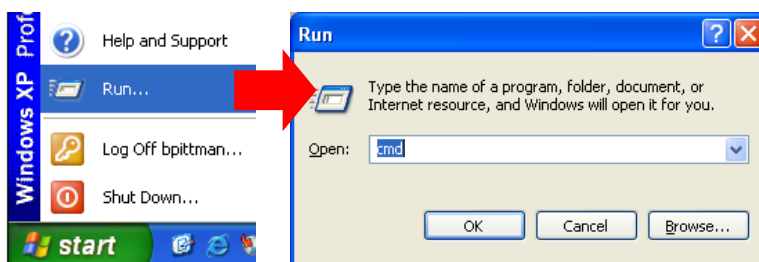 Windows XP Prof
Help and Support
Run...
Log Off bpittman...
Shut Down...
start
Run
Type the name of a program, folder, document, or
Internet resource, and Windows will open it for you.
Open:
cmd
OK
Cancel
Browse...